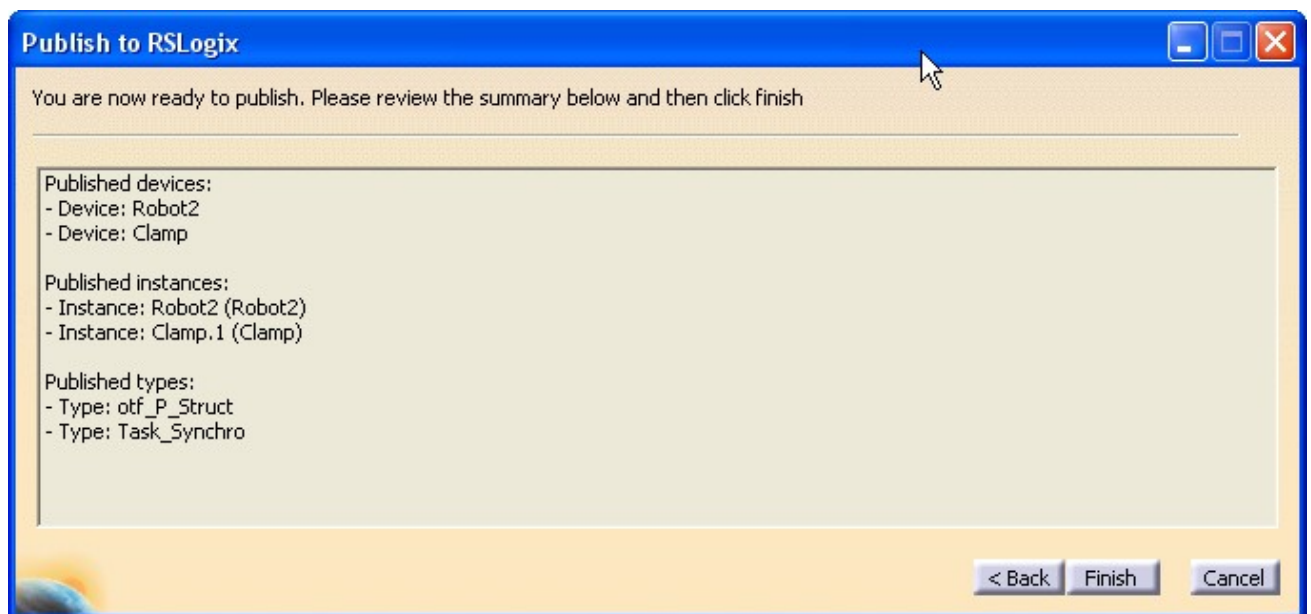 Publish to RSLogix
You are now ready to publish. Please review the summary below and then click finish
Published devices:
- Device: Robot2
- Device: Clamp
Published instances:
- Instance: Robot2 (Robot2)
- Instance: Clamp.1 (Clamp)
Published types:
- Type: otf_P_Struct
- Type: Task_Synchro
< Back Finish Cancel